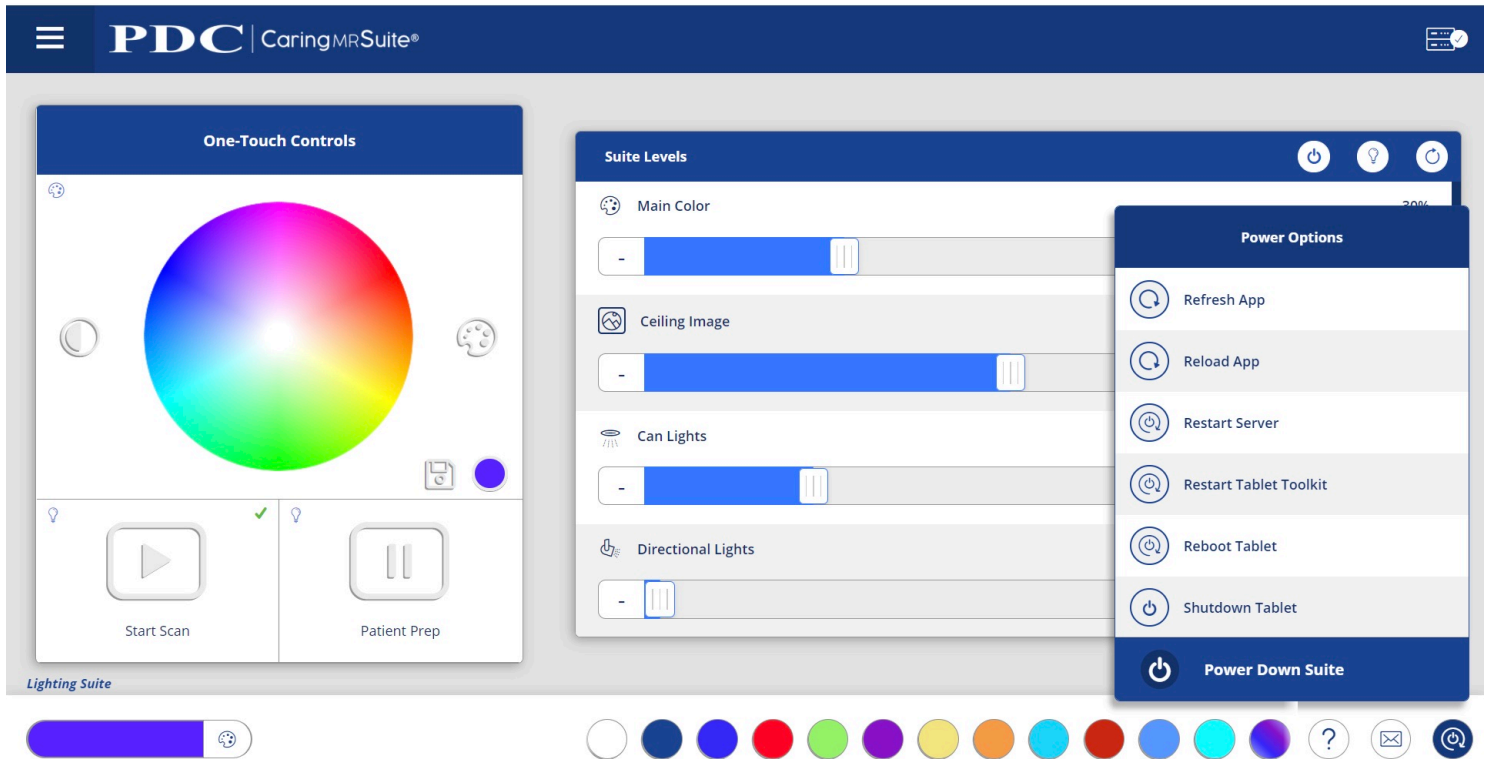 PDC | CaringMRSuite®
One-Touch Controls
Start Scan
Patient Prep
Lighting Suite
Suite Levels
Main Color
30%
-
Ceiling Image
-
Can Lights
-
Directional Lights
-
Power Options
Refresh App
Reload App
Restart Server
Restart Tablet Toolkit
Reboot Tablet
Shutdown Tablet
Power Down Suite
?